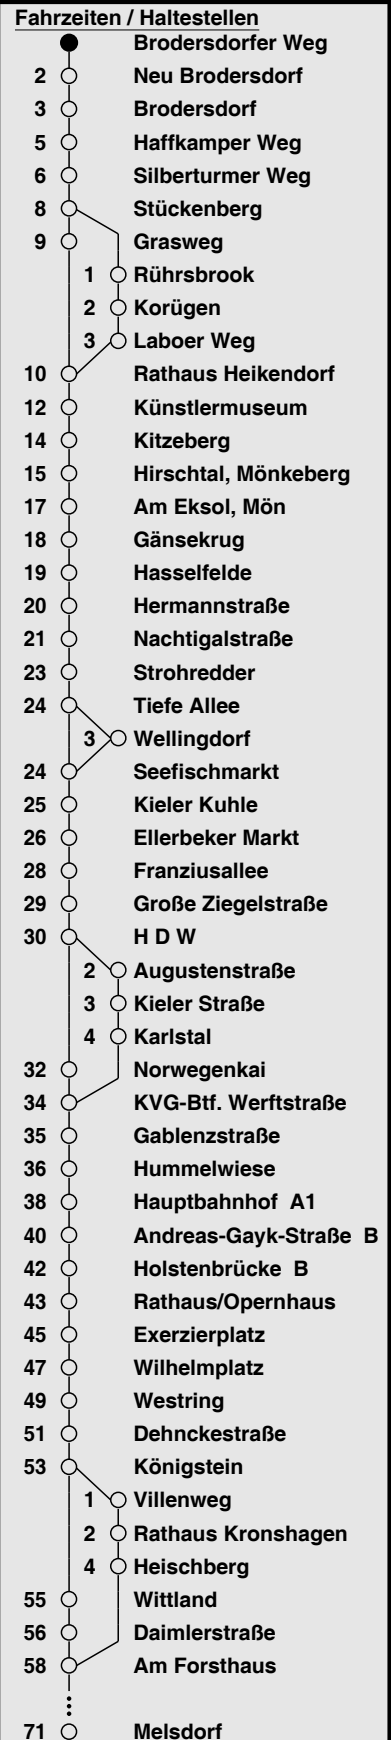 Fahrzeiten / Haltestellen
Brodersdorfer Weg
2 Neu Brodersdorf
3 Brodersdorf
5 Haffkamper Weg
6 Silberturmer Weg
8 Stückenberg
9 Grasweg
1 Rührsbrook
2 Korügen
3 Laboer Weg
10 Rathaus Heikendorf
12 Künstlermuseum
14 Kitzeberg
15 Hirschtal, Mönkeberg
17 Am Eksol, Mön
18 Gänsekrug
19 Hasselfelde
20 Hermannstraße
21 Nachtigalstraße
23 Strohredder
24 Tiefe Allee
3 Wellingdorf
24 Seefischmarkt
25 Kieler Kuhle
26 Ellerbeker Markt
28 Franziusallee
29 Große Ziegelstraße
30 H D W
2 Augustenstraße
3 Kieler Straße
4 Karlstal
32 Norwegenkai
34 KVG-Btf. Werftstraße
35 Gablenzstraße
36 Hummelwiese
38 Hauptbahnhof A1
40 Andreas-Gayk-Straße B
42 Holstenbrücke B
43 Rathaus/Opernhaus
45 Exerzierplatz
47 Wilhelmplatz
49 Westring
51 Dehnckestraße
53 Königstein
1 Villenweg
2 Rathaus Kronshagen
4 Heischberg
55 Wittland
56 Daimlerstraße
58 Am Forsthaus
71 Melsdorf